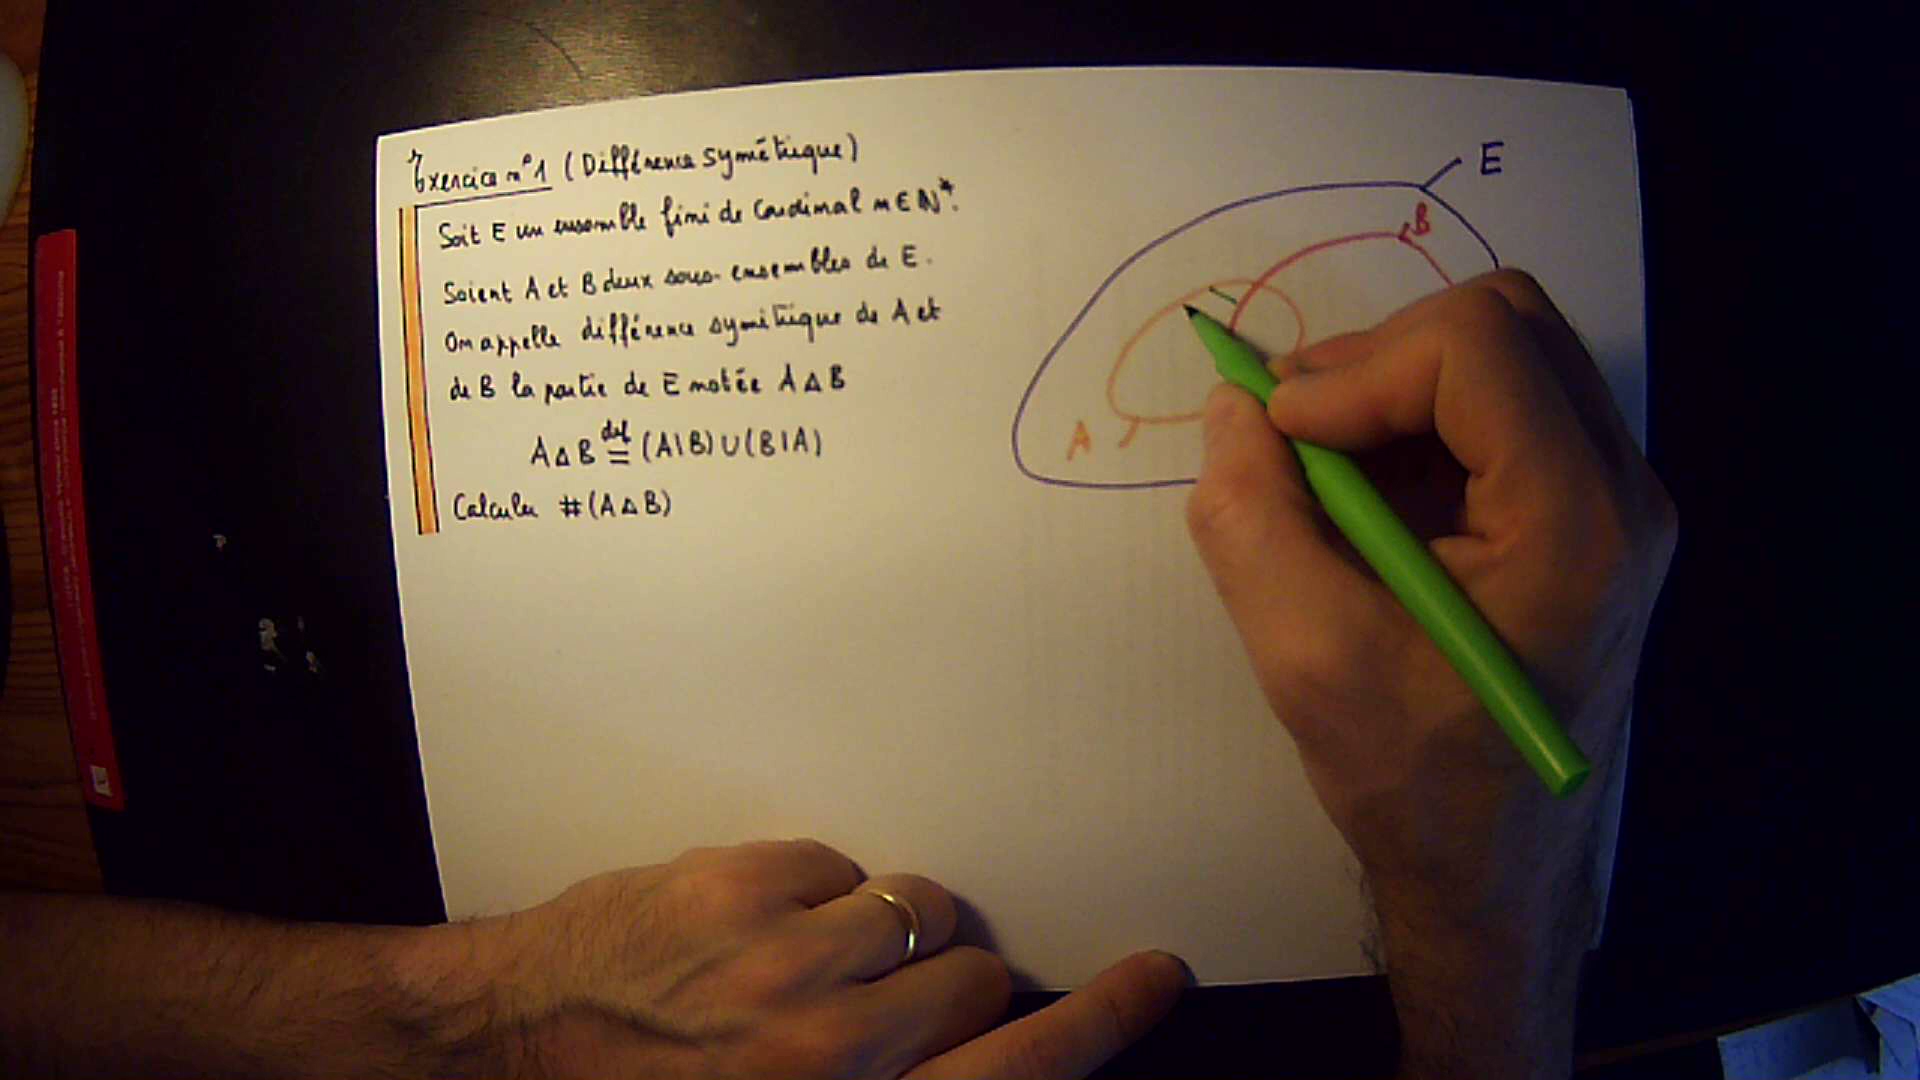 Exercice n°1 (Différence symétrique)
Soit E un ensemble fini de Cardinal n ∈ N*.
Soient A et B deux sous-ensembles de E.
On appelle différence symétrique de A et
de B la partie de E notée A Δ B
A Δ B def = (A \ B) ∪ (B \ A)
Calculer #(A Δ B)
E
B
A